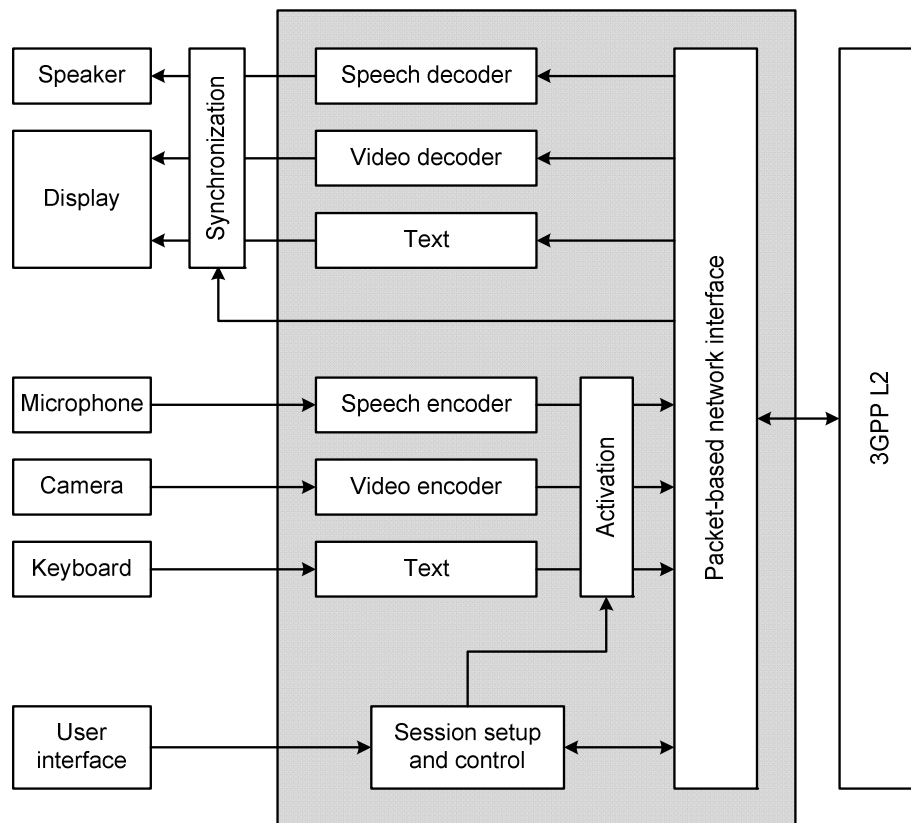 Speaker
Speech decoder
Synchronization
Display
Video decoder
Text
Microphone
Speech encoder
Activation
Packet-based network interface
3GPP L2
Camera
Video encoder
Keyboard
Text
User
interface
Session setup
and control